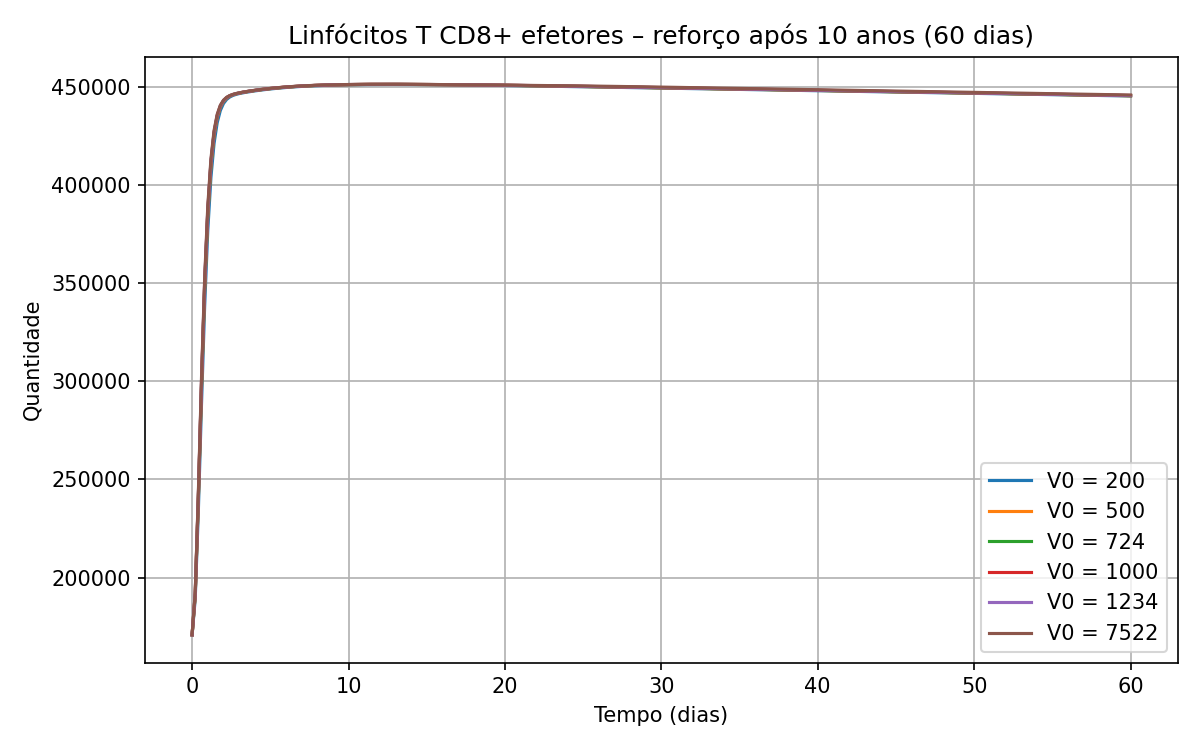 Linfócitos T CD8+ efetores – reforço após 10 anos (60 dias)
Quantidade
450000
400000
350000
300000
250000
200000
0 10 20 30 40 50 60
Tempo (dias)
V0 = 200
V0 = 500
V0 = 724
V0 = 1000
V0 = 1234
V0 = 7522